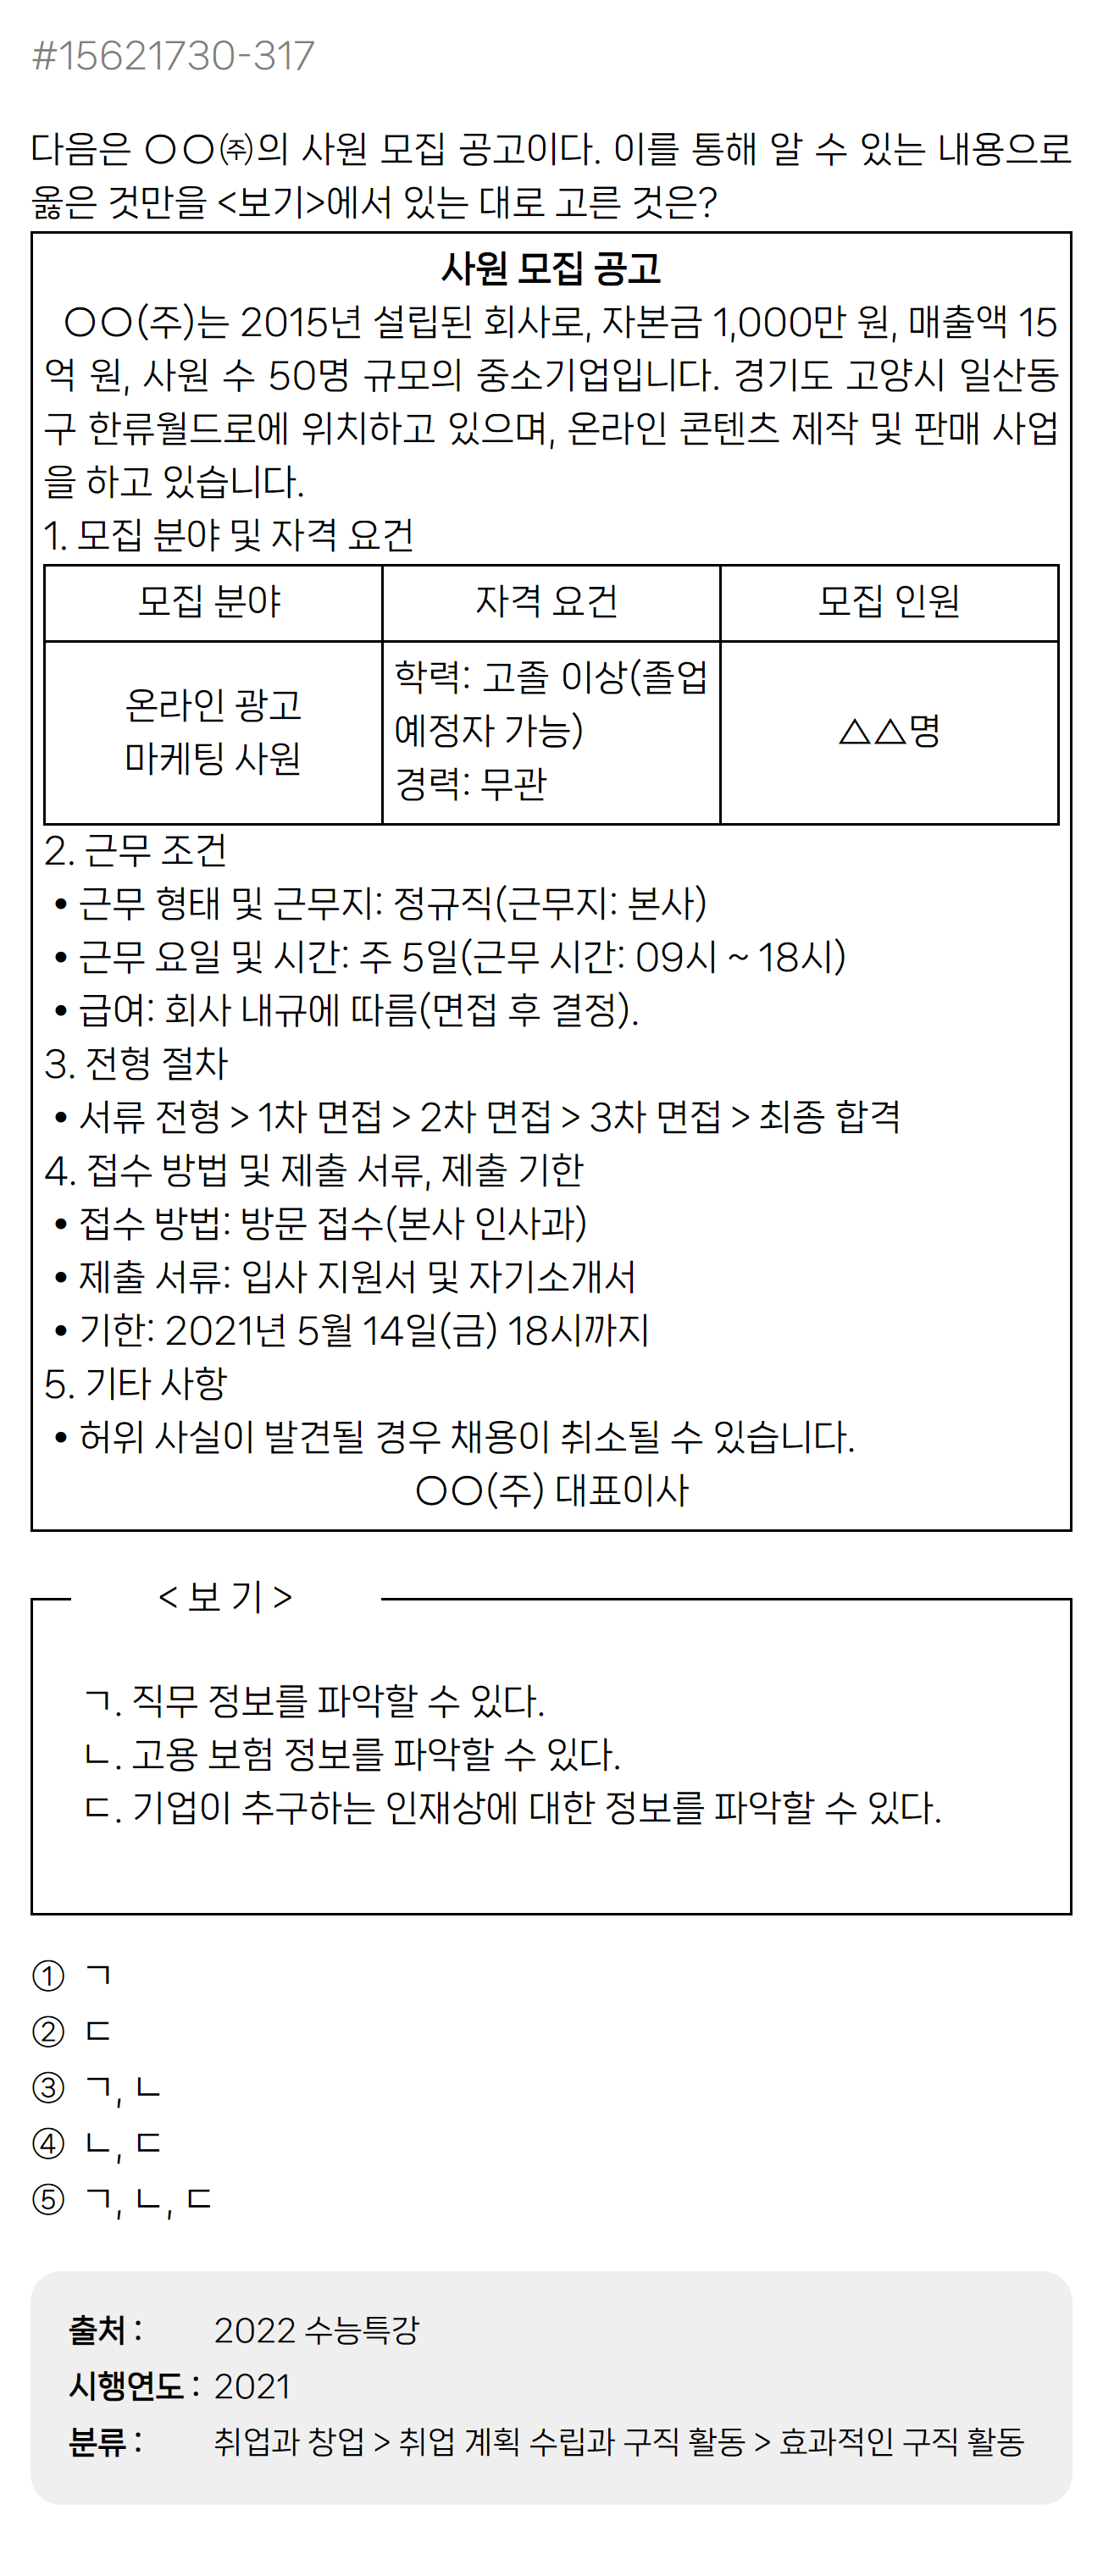 #15621730-317
다음은 ○○㈜의 사원 모집 공고이다. 이를 통해 알 수 있는 내용으로
옳은 것만을 <보기>에서 있는 대로 고른 것은?
사원 모집 공고
○○(주)는 2015년 설립된 회사로, 자본금 1,000만 원, 매출액 15
억 원, 사원 수 50명 규모의 중소기업입니다. 경기도 고양시 일산동
구 한류월드로에 위치하고 있으며, 온라인 콘텐츠 제작 및 판매 사업
을 하고 있습니다.
1. 모집 분야 및 자격 요건
모집 분야 자격 요건 모집 인원
온라인 광고
마케팅 사원
학력: 고졸 이상(졸업
예정자 가능)
경력: 무관
△△명
2. 근무 조건
• 근무 형태 및 근무지: 정규직(근무지: 본사)
• 근무 요일 및 시간: 주 5일(근무 시간: 09시 ~ 18시)
• 급여: 회사 내규에 따름(면접 후 결정).
3. 전형 절차
• 서류 전형 > 1차 면접 > 2차 면접 > 3차 면접 > 최종 합격
4. 접수 방법 및 제출 서류, 제출 기한
• 접수 방법: 방문 접수(본사 인사과)
• 제출 서류: 입사 지원서 및 자기소개서
• 기한: 2021년 5월 14일(금) 18시까지
5. 기타 사항
• 허위 사실이 발견될 경우 채용이 취소될 수 있습니다.
○○(주) 대표이사
< 보 기 >
ㄱ. 직무 정보를 파악할 수 있다.
ㄴ. 고용 보험 정보를 파악할 수 있다.
ㄷ. 기업이 추구하는 인재상에 대한 정보를 파악할 수 있다.
① ㄱ
② ㄷ
③ ㄱ, ㄴ
④ ㄴ, ㄷ
⑤ ㄱ, ㄴ, ㄷ
출처 : 2022 수능특강
시행연도 : 2021
분류 : 취업과 창업 > 취업 계획 수립과 구직 활동 > 효과적인 구직 활동